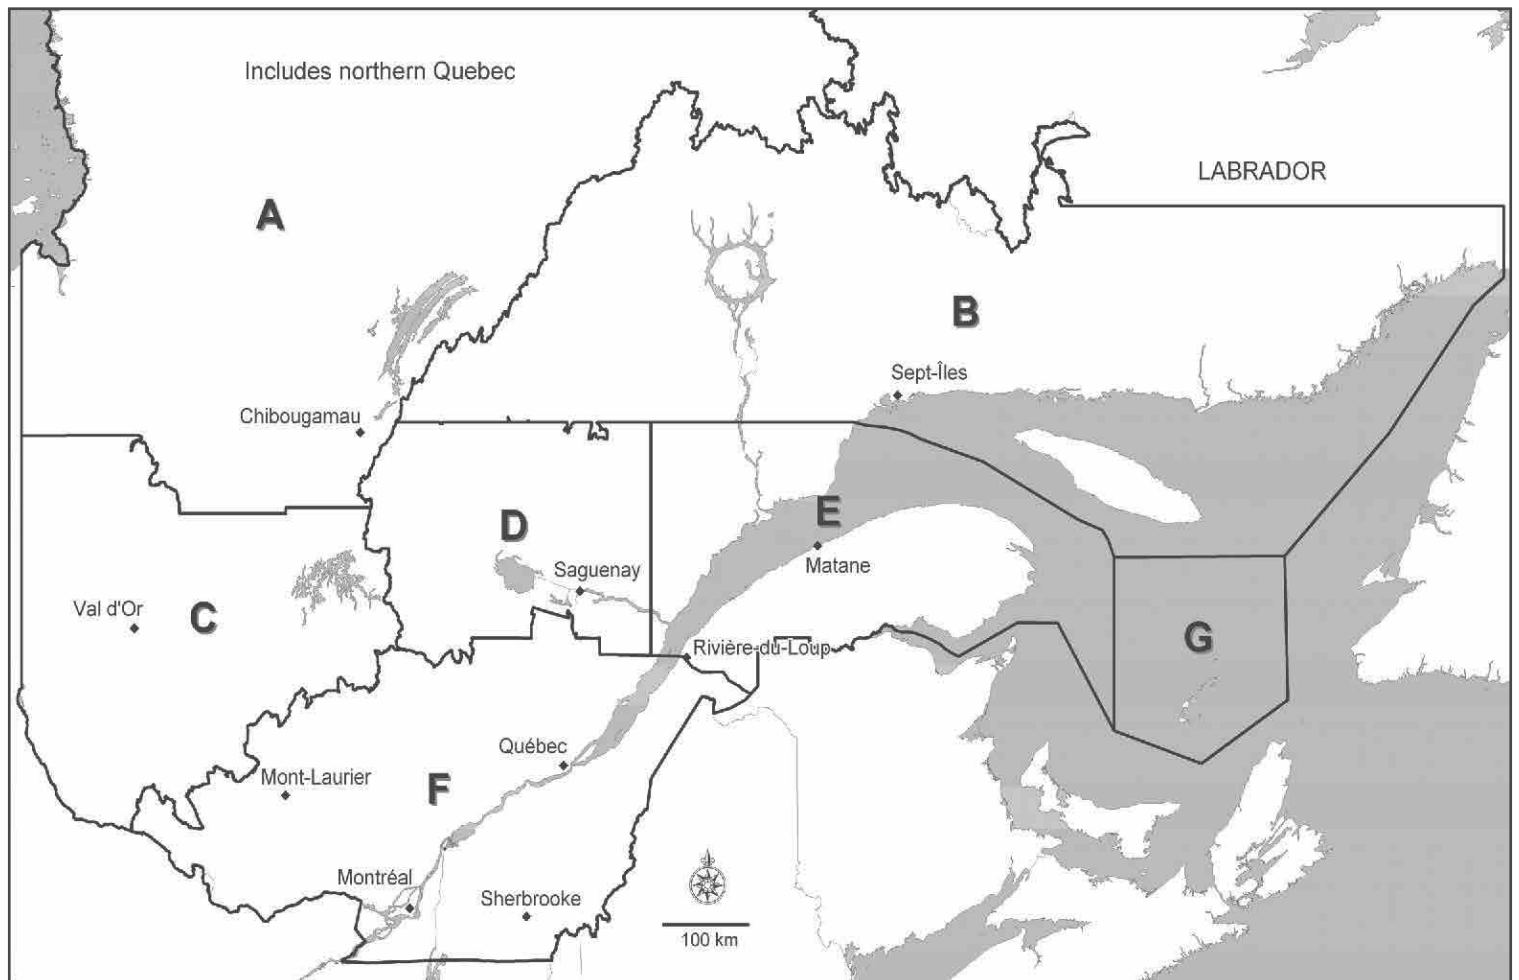 Includes northern Quebec
LABRADOR
A
B
Sept-Îles
Chibougamau
D
E
Matane
Saguenay
Val d'Or
C
Rivière-du-Loup
G
Québec
Mont-Laurier
F
Montréal
Sherbrooke
100 km